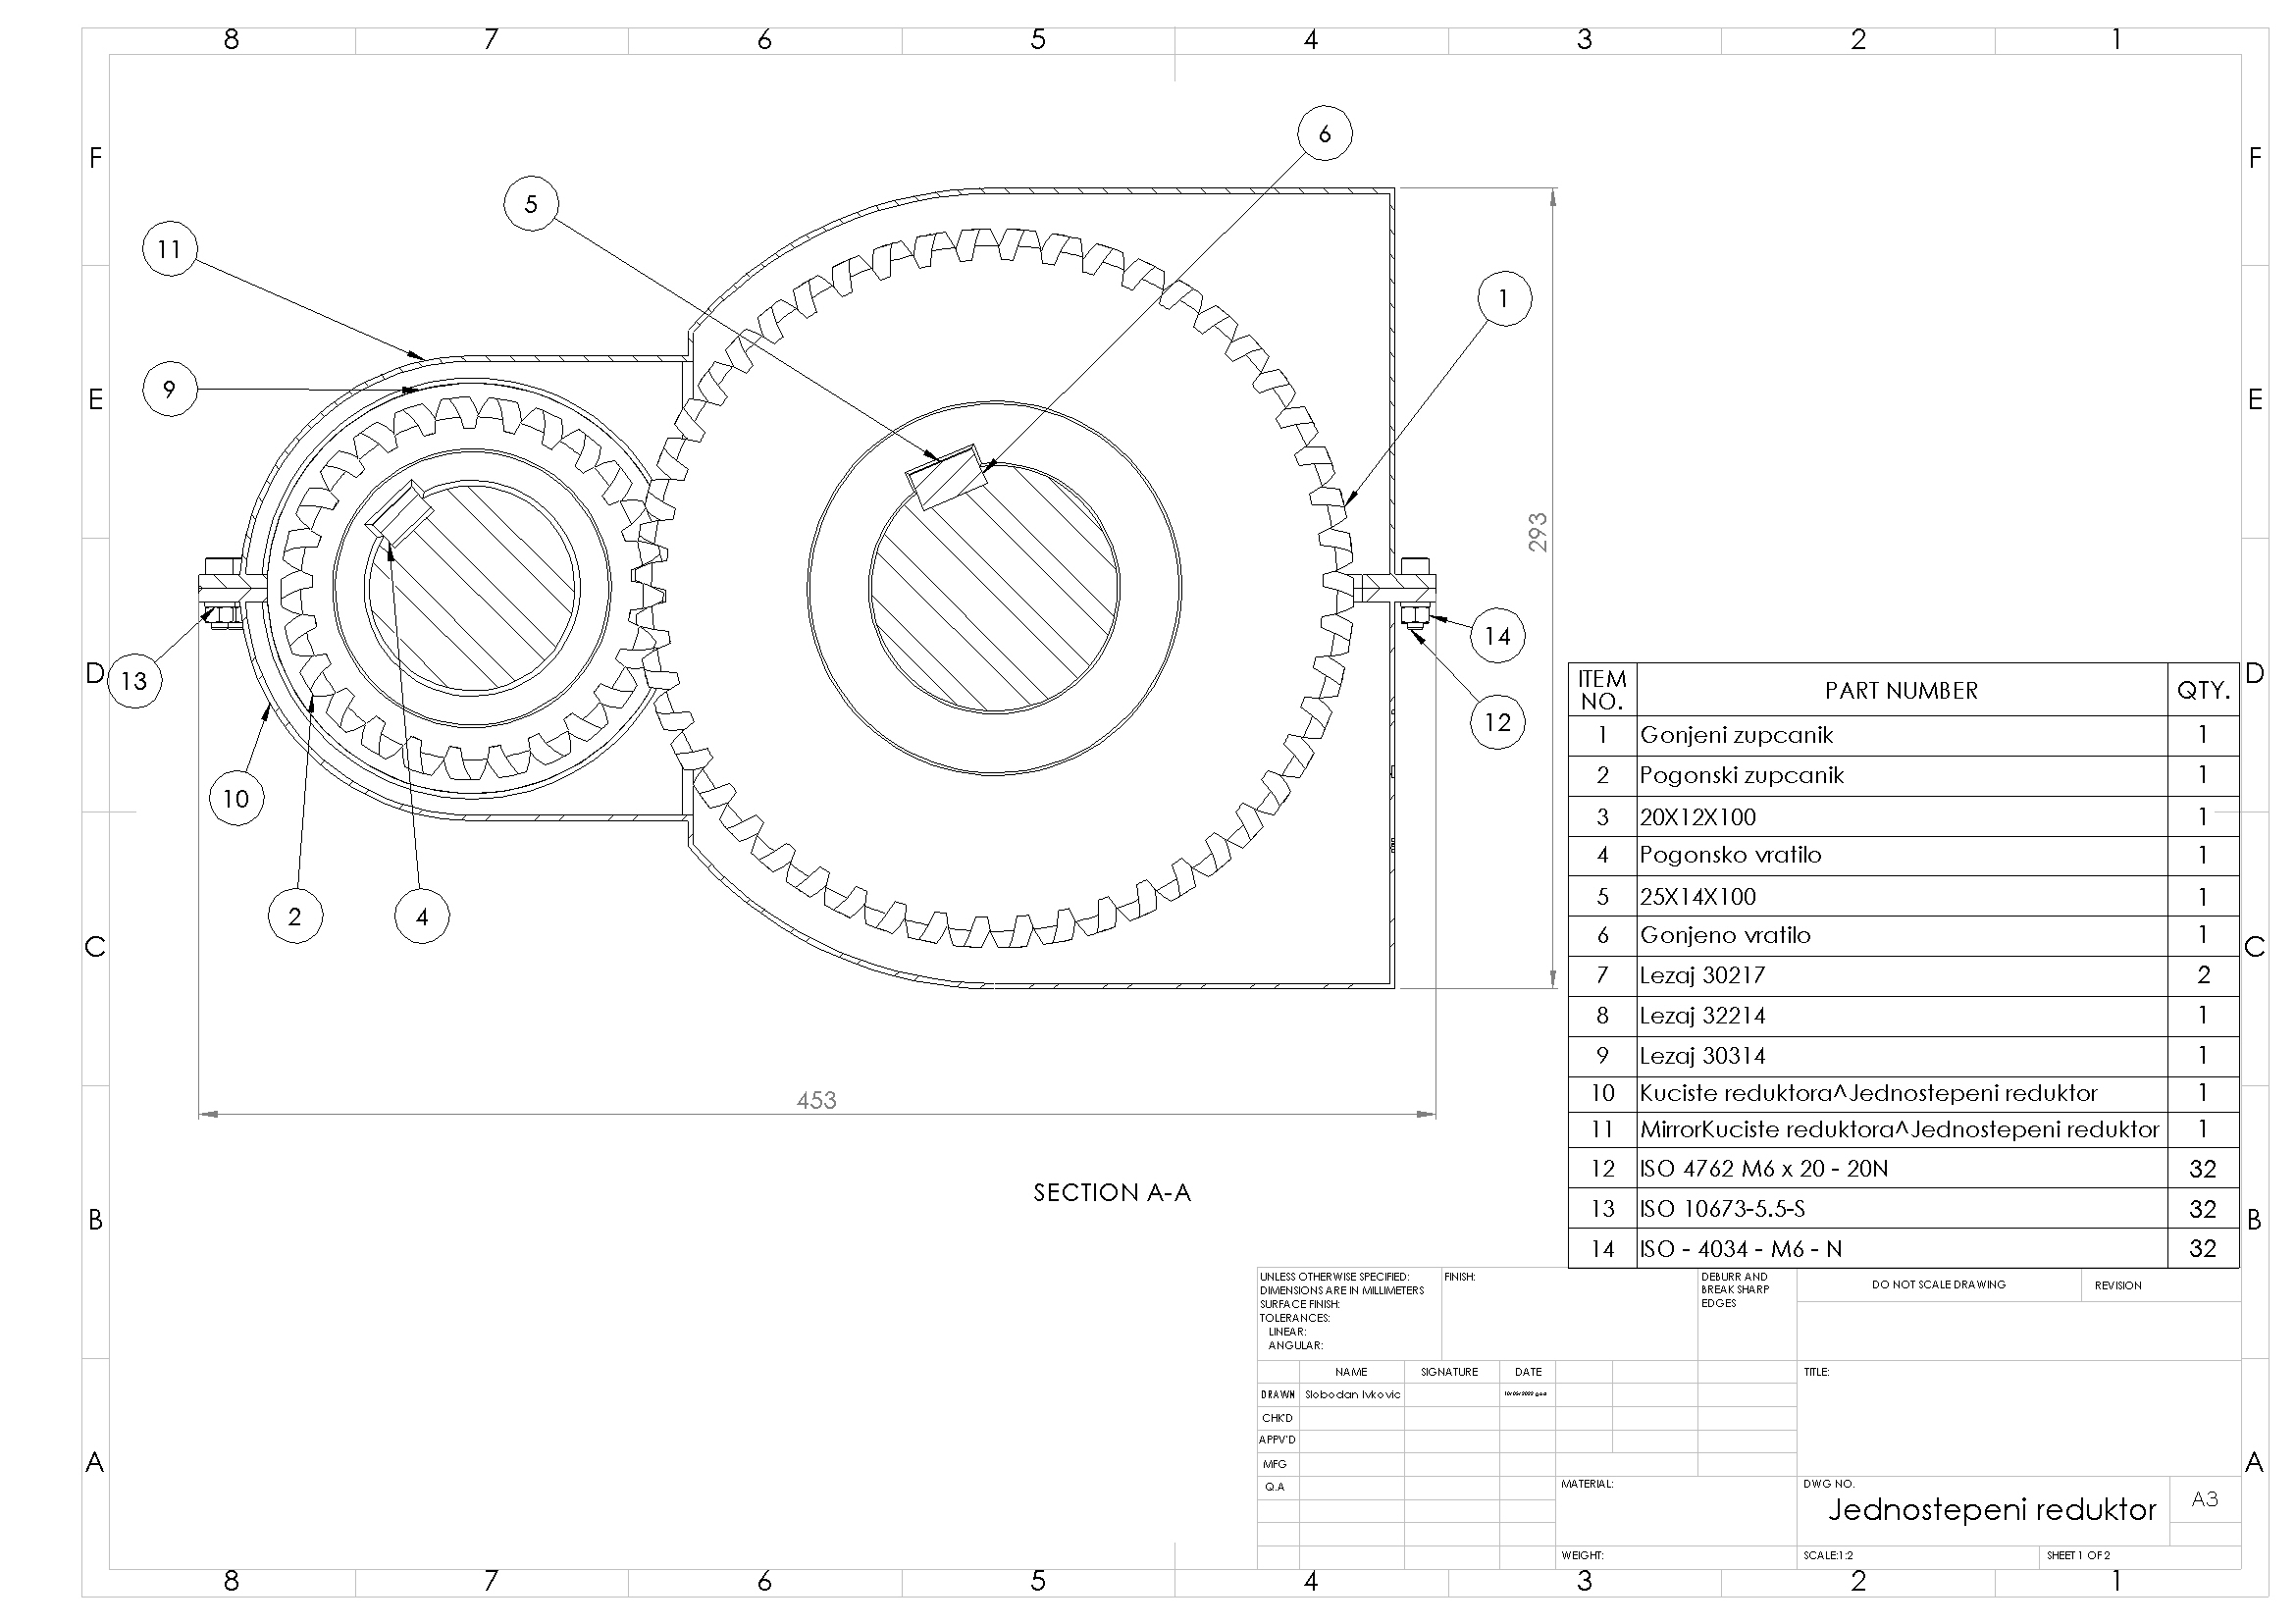 8 7 6 5 4 3 2 1
F F
E E
D D
C C
B B
A A
6
5
11
1
9
293
14
13
12
10
2
4
453
SECTION A-A
ITEM NO. PART NUMBER QTY.
1 Gonjeni zupcanik 1
2 Pogonski zupcanik 1
3 20X12X100 1
4 Pogonsko vratilo 1
5 25X14X100 1
6 Gonjeno vratilo 1
7 Lezaj 30217 2
8 Lezaj 32214 1
9 Lezaj 30314 1
10 Kuciste reduktora^Jednostepeni reduktor 1
11 MirrorKuciste reduktora^Jednostepeni reduktor 1
12 ISO 4762 M6 x 20 - 20N 32
13 ISO 10673-5.5-S 32
14 ISO - 4034 - M6 - N 32
UNLESS OTHERWISE SPECIFIED:
DIMENSIONS ARE IN MILLIMETERS
SURFACE FINISH:
TOLERANCES:
LINEAR:
ANGULAR:
FINISH:
DEBURR AND
BREAK SHARP
EDGES
DO NOT SCALE DRAWING
REVISION
NAME SIGNATURE DATE
DRAWN Slobodan Ivkovic
CHK'D
APPV'D
MFG
Q.A
TITLE:
MATERIAL:
DWG NO.
Jednostepeni reduktor
A3
WEIGHT:
SCALE:1:2
SHEET 1 OF 2
8 7 6 5 4 3 2 1